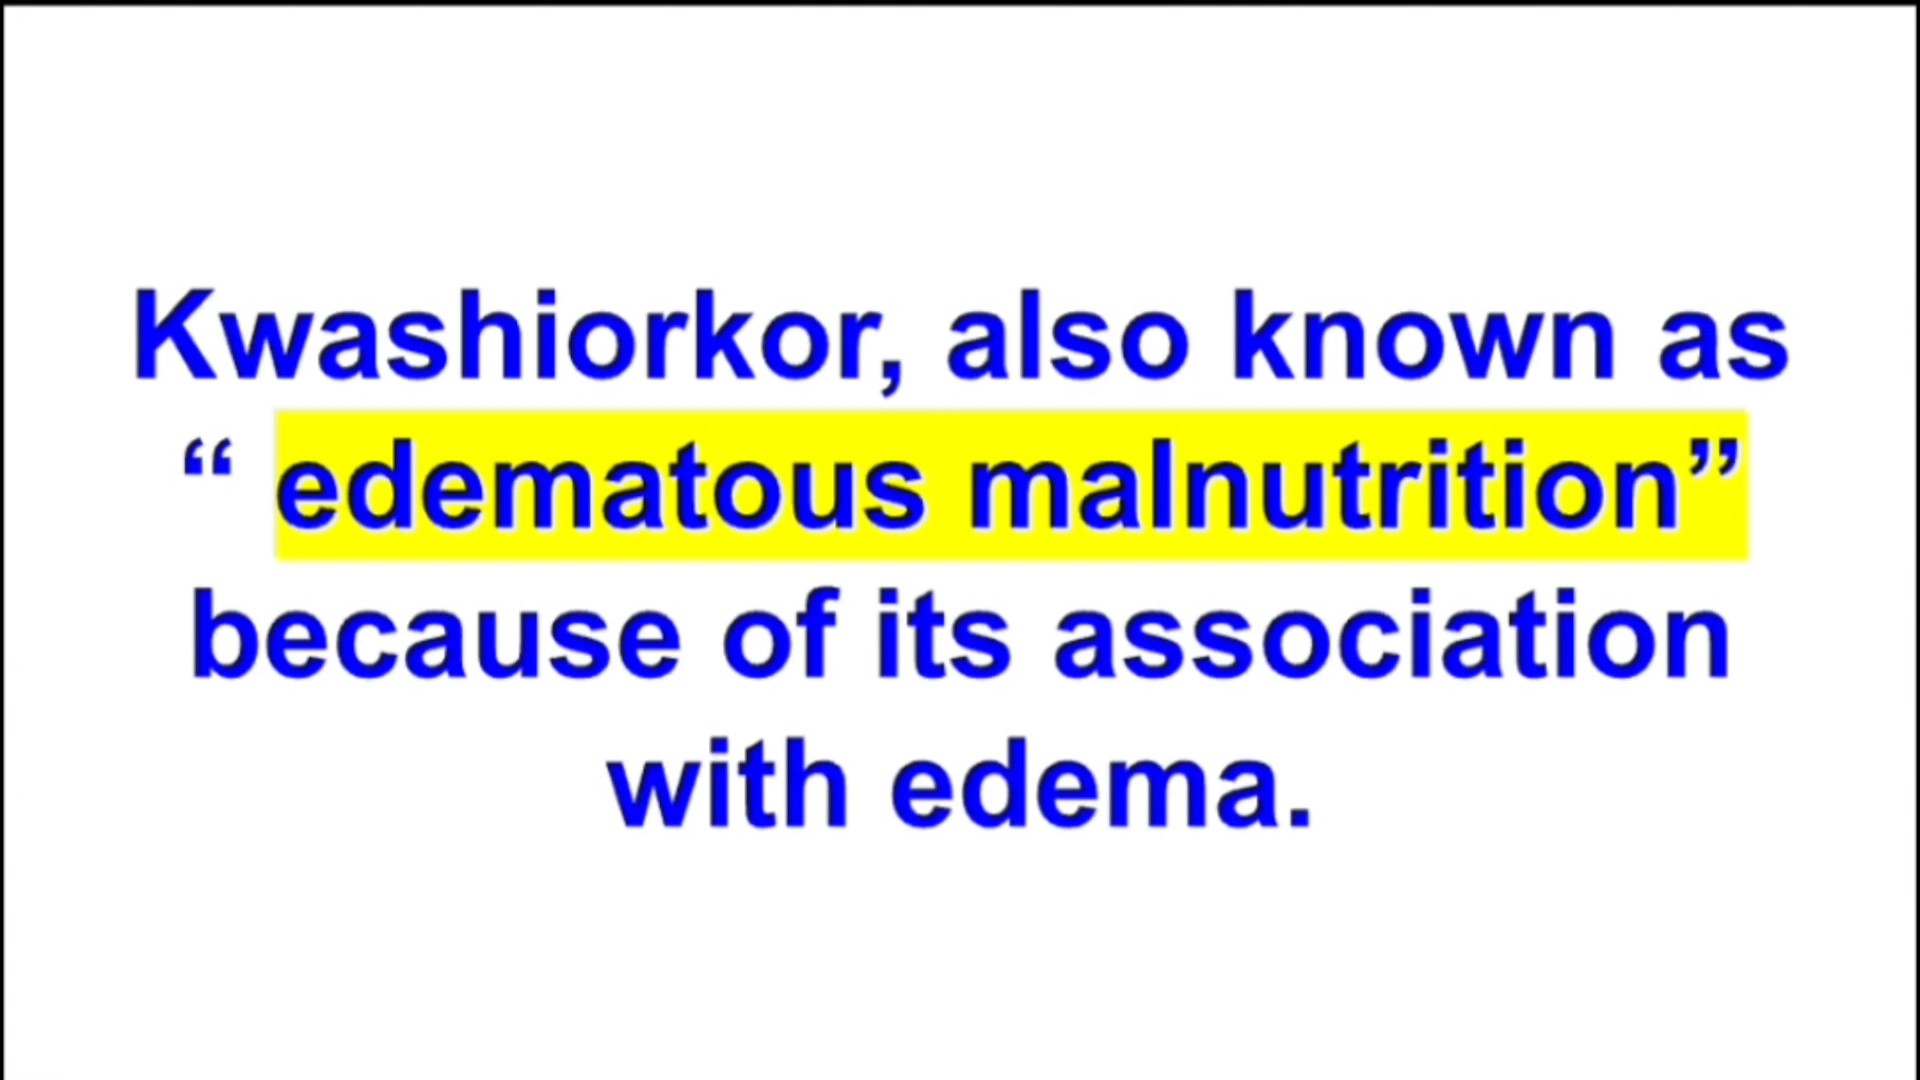 Kwashiorkor, also known as
“ edematous malnutrition”
because of its association
with edema.